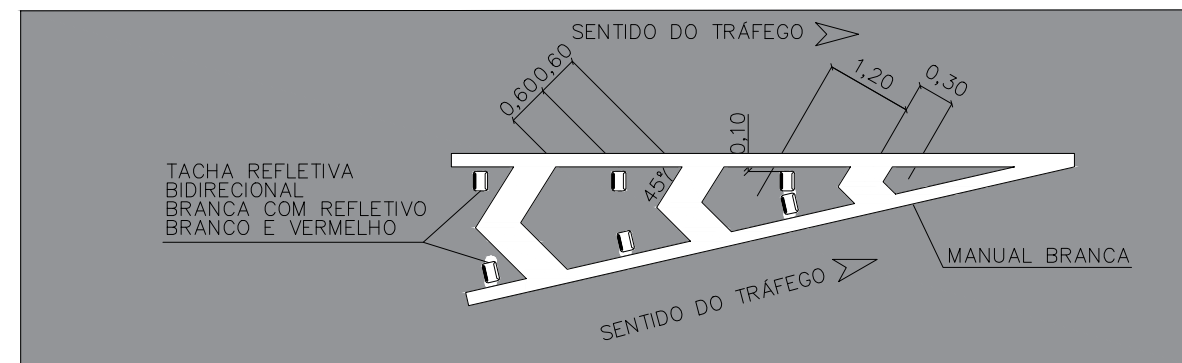 SENTIDO DO TRÁFEGO
0,60 0,60
1,20
0,30
0,10
TACHA REFLETIVA
BIDIRECIONAL
BRANCA COM REFLETIVO
BRANCO E VERMELHO
45°
MANUAL BRANCA
SENTIDO DO TRÁFEGO